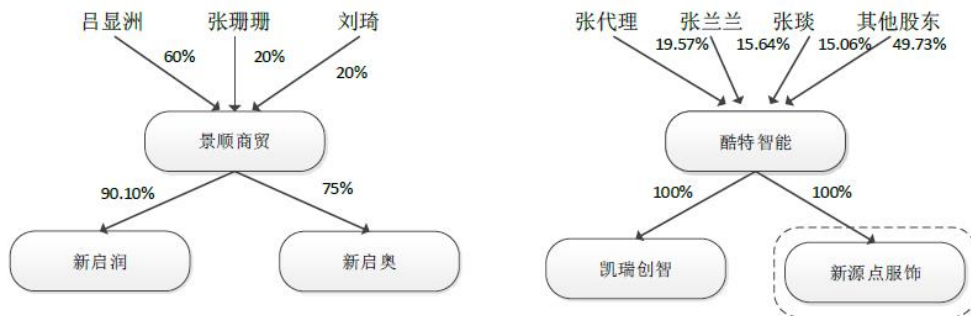 吕显洲 张珊珊 刘琦
60% 20% 20%
景顺商贸
90.10% 75%
新启润 新启奥
张代理 张兰兰 张琰 其他股东
19.57% 15.64% 15.06% 49.73%
酷特智能
100% 100%
凯瑞创智 新源点服饰